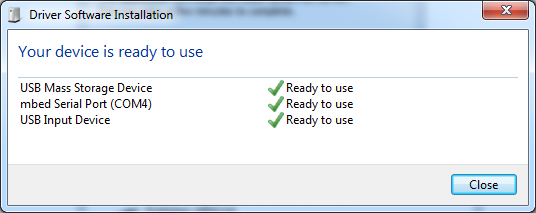 Driver Software Installation
Your device is ready to use
USB Mass Storage Device Ready to use
mbed Serial Port (COM4) Ready to use
USB Input Device Ready to use
Close